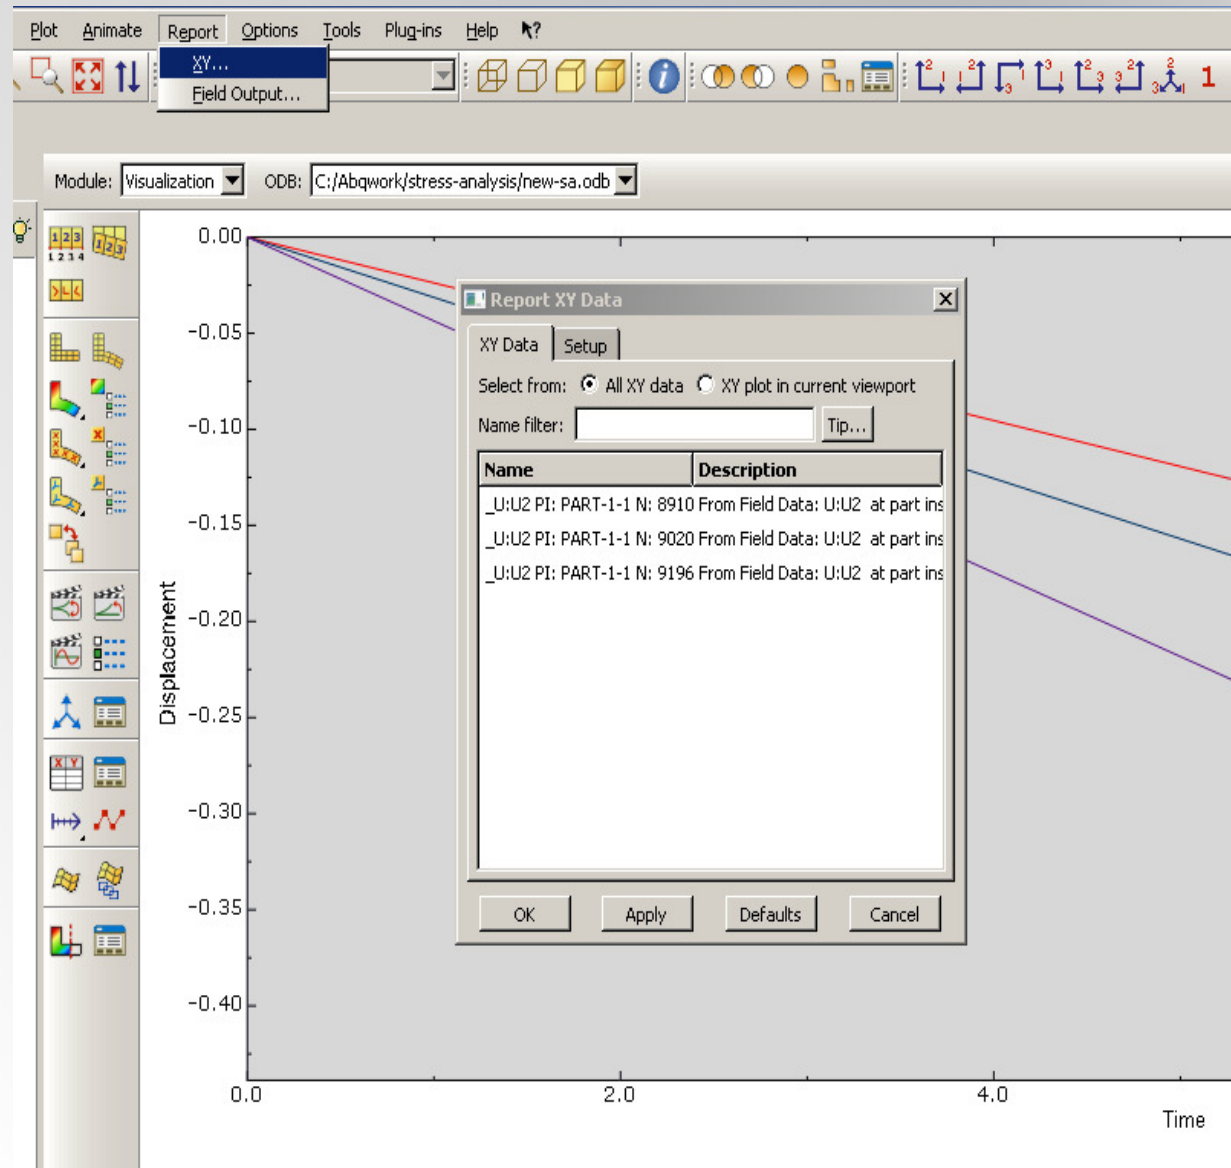 Plot Animate Report Options Tools Plug-ins Help
XY...
Field Output...
Module: Visualization ODB: C:/Abqwork/stress-analysis/new-sa.odb
Report XY Data
XY Data Setup
Select from: All XY data XY plot in current viewport
Name filter: Tip...
Name Description
_U:U2 PI: PART-1-1 N: 8910 From Field Data: U:U2 at part ins
_U:U2 PI: PART-1-1 N: 9020 From Field Data: U:U2 at part ins
_U:U2 PI: PART-1-1 N: 9196 From Field Data: U:U2 at part ins
OK Apply Defaults Cancel
Displacement
0.00
-0.05
-0.10
-0.15
-0.20
-0.25
-0.30
-0.35
-0.40
0.0 2.0 4.0
Time